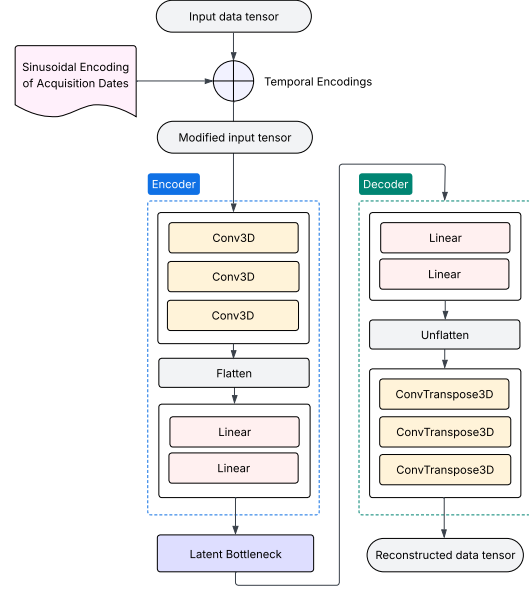 Input data tensor
Sinusoidal Encoding
of Acquisition Dates
Temporal Encodings
Modified input tensor
Encoder
Conv3D
Conv3D
Conv3D
Flatten
Linear
Linear
Latent Bottleneck
Decoder
Linear
Linear
Unflatten
ConvTranspose3D
ConvTranspose3D
ConvTranspose3D
Reconstructed data tensor